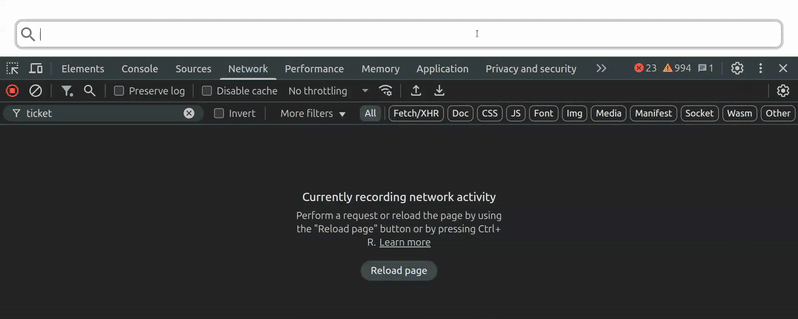 Elements Console Sources Network Performance Memory Application Privacy and security 23 994 1
Preserve log Disable cache No throttling
ticket Invert More filters All Fetch/XHR Doc CSS JS Font Img Media Manifest Socket Wasm Other
Currently recording network activity
Perform a request or reload the page by using
the "Reload page" button or by pressing Ctrl+
R. Learn more
Reload page